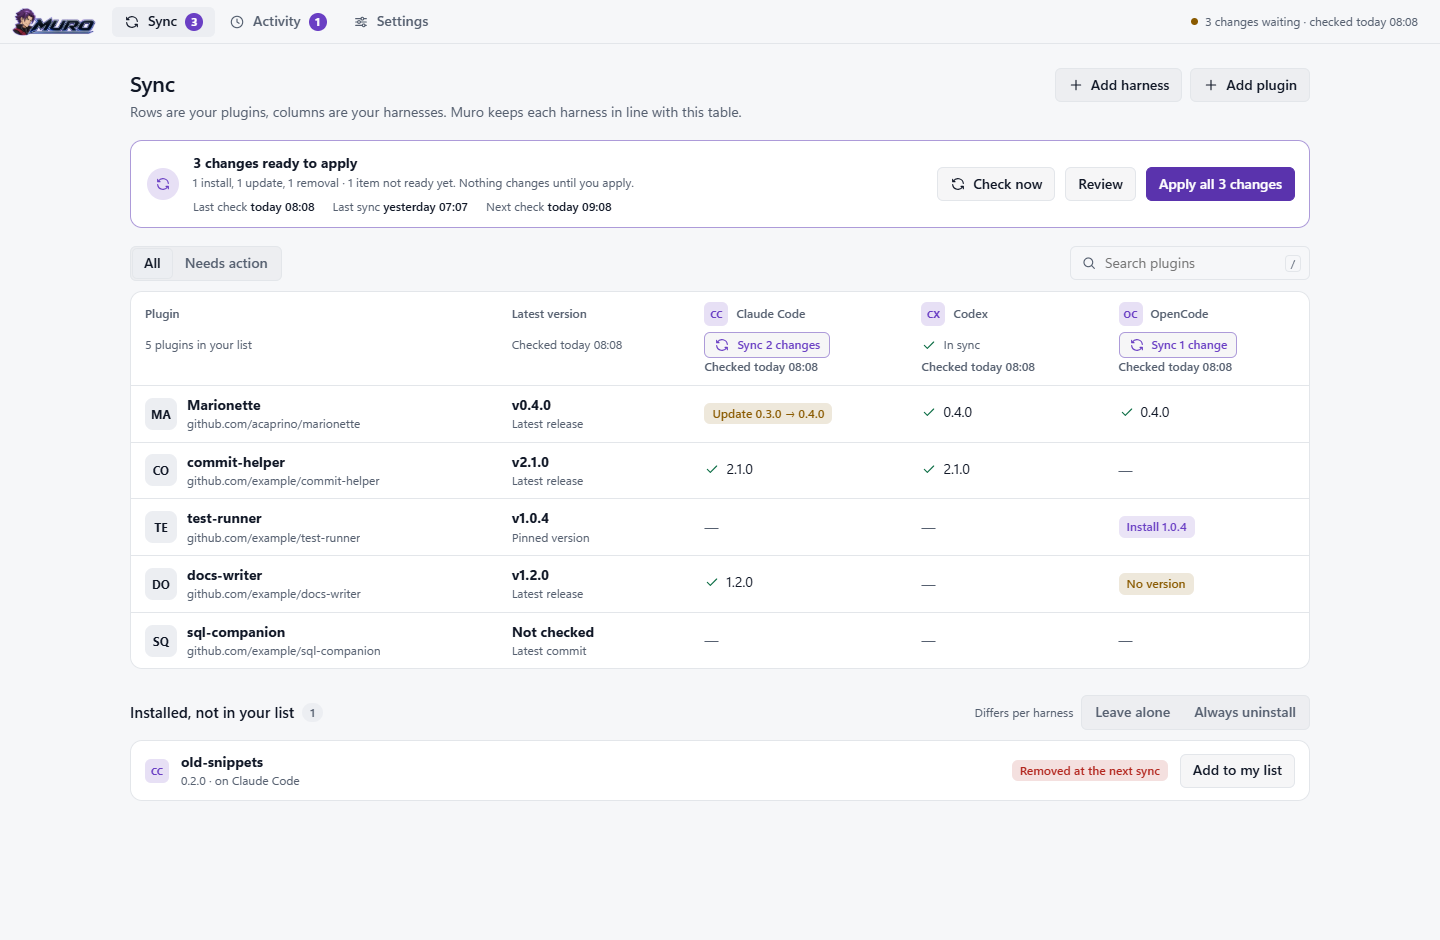 MURO
Sync 3
Activity 1
Settings
3 changes waiting · checked today 08:08
Sync
Rows are your plugins, columns are your harnesses. Muro keeps each harness in line with this table.
Add harness
Add plugin
3 changes ready to apply
1 install, 1 update, 1 removal · 1 item not ready yet. Nothing changes until you apply.
Last check today 08:08 Last sync yesterday 07:07 Next check today 09:08
Check now
Review
Apply all 3 changes
All
Needs action
Search plugins /
Plugin
Latest version
CC Claude Code
CX Codex
OC OpenCode
5 plugins in your list
Checked today 08:08
Sync 2 changes
In sync
Sync 1 change
Checked today 08:08
Checked today 08:08
Checked today 08:08
MA
Marionette
github.com/acaprino/marionette
v0.4.0
Latest release
Update 0.3.0 → 0.4.0
0.4.0
0.4.0
CO
commit-helper
github.com/example/commit-helper
v2.1.0
Latest release
2.1.0
2.1.0
—
TE
test-runner
github.com/example/test-runner
v1.0.4
Pinned version
—
—
Install 1.0.4
DO
docs-writer
github.com/example/docs-writer
v1.2.0
Latest release
1.2.0
—
No version
SQ
sql-companion
github.com/example/sql-companion
Not checked
Latest commit
—
—
—
Installed, not in your list 1
Differs per harness
Leave alone
Always uninstall
CC
old-snippets
0.2.0 · on Claude Code
Removed at the next sync
Add to my list